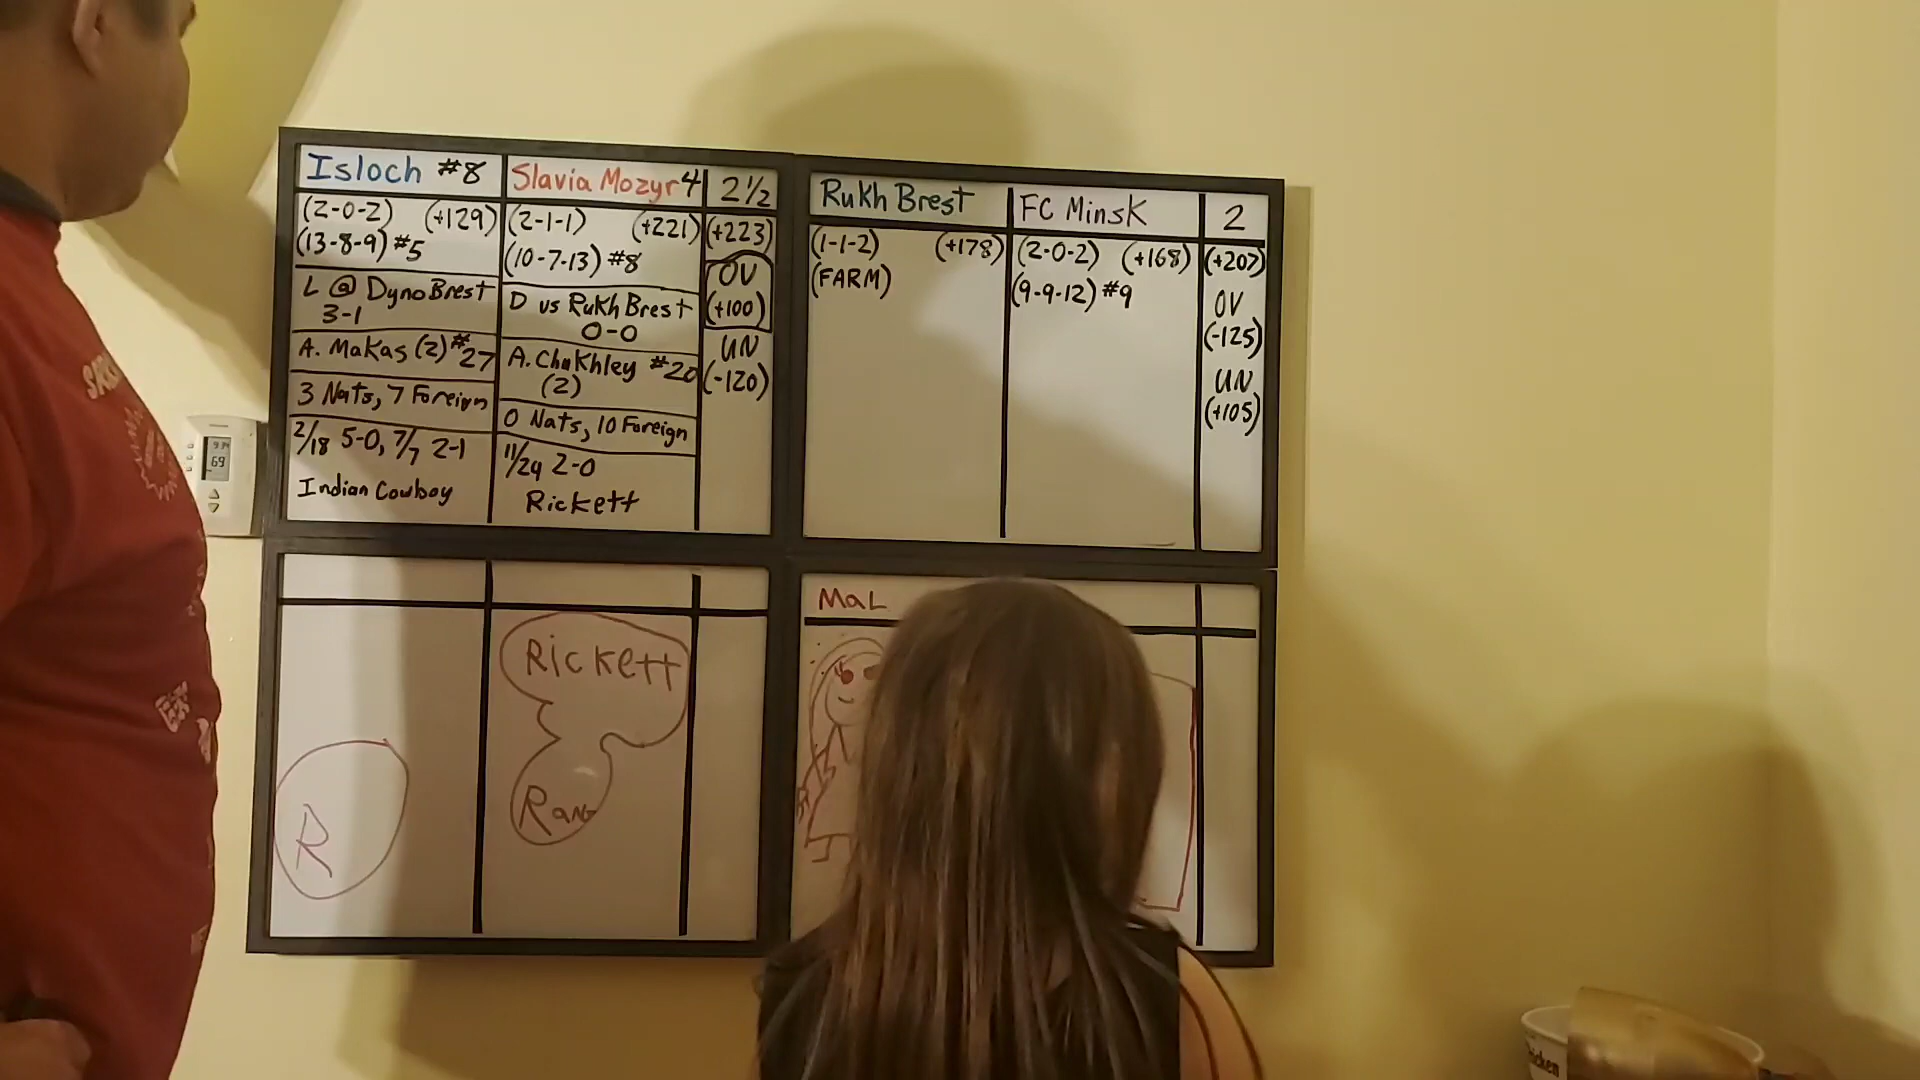 Isloch #8
(2-0-2) (+129)
(13-8-9) #5
L @ Dyno Brest
3-1
A. Makas (2) #27
3 Nats, 7 Foreign
2/18 5-0, 7/7 2-1
Indian Cowboy
Slavia Mozyr 4
(2-1-1) (+221)
(10-7-13) #8
D vs Rukh Brest
0-0
A. Chukhley #20
(2)
0 Nats, 10 Foreign
11/24 2-0
Rickett
2 1/2
(+223)
OV
(+100)
UN
(-120)
Rukh Brest
(1-1-2) (+178)
(FARM)
FC Minsk
(2-0-2) (+168)
(9-9-12) #9
2
(+207)
OV
(-125)
UN
(+105)
R
Rickett
Rang
MaL
69